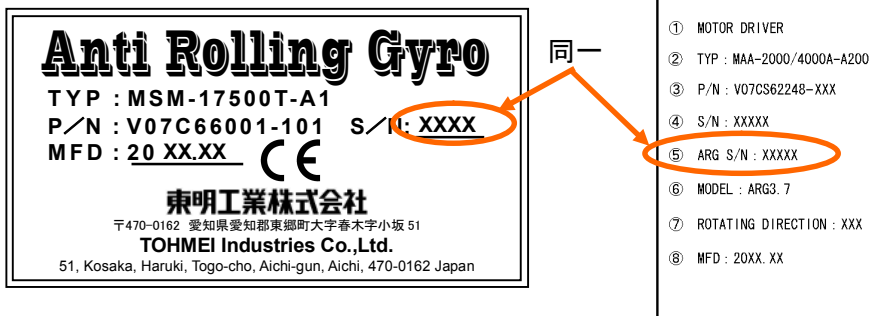 Anti Rolling Gyro
TYP : MSM-17500T-A1
P/N : V07C66001-101 S/N: XXXX
MFD : 20 XX.XX CE
東明工業株式会社
〒470-0162 愛知県愛知郡東郷町大字春木字小坂 51
TOHMEI Industries Co.,Ltd.
51, Kosaka, Haruki, Togo-cho, Aichi-gun, Aichi, 470-0162 Japan
同一
① MOTOR DRIVER
② TYP : MAA-2000/4000A-A200
③ P/N : V07CS62248-XXX
④ S/N : XXXXX
⑤ ARG S/N : XXXXX
⑥ MODEL : ARG3.7
⑦ ROTATING DIRECTION : XXX
⑧ MFD : 20XX.XX